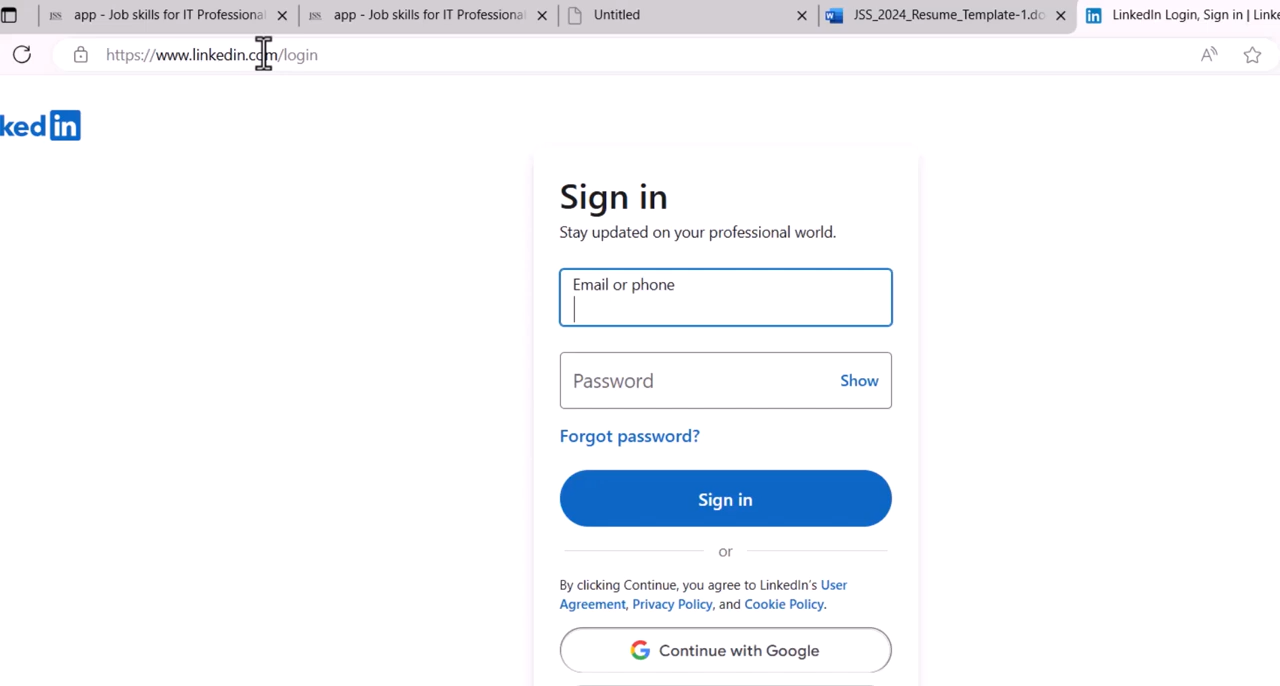 JSS app - Job skills for IT Professional JSS app - Job skills for IT Professional Untitled JSS_2024_Resume_Template-1.do LinkedIn Login, Sign in | Linke
https://www.linkedin.com/login
ked in
Sign in
Stay updated on your professional world.
Email or phone
Password Show
Forgot password?
Sign in
or
By clicking Continue, you agree to LinkedIn's User
Agreement, Privacy Policy, and Cookie Policy.
Continue with Google